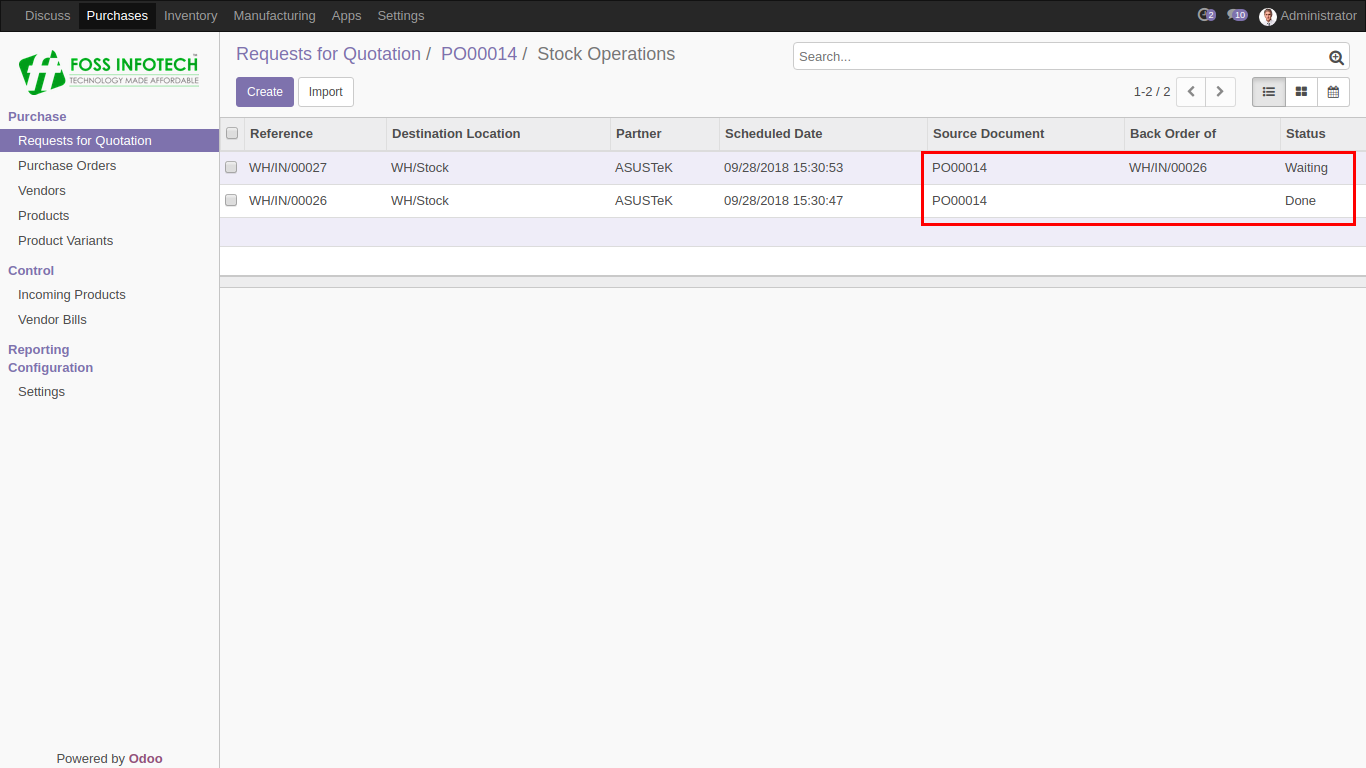 Discuss Purchases Inventory Manufacturing Apps Settings 2 10 Administrator
FOSS INFOTECH™
TECHNOLOGY MADE AFFORDABLE
Requests for Quotation / PO00014 / Stock Operations
Search...
Create Import
1-2 / 2
Purchase
Requests for Quotation
Purchase Orders
Vendors
Products
Product Variants
Control
Incoming Products
Vendor Bills
Reporting
Configuration
Settings
Reference Destination Location Partner Scheduled Date Source Document Back Order of Status
WH/IN/00027 WH/Stock ASUSTeK 09/28/2018 15:30:53 PO00014 WH/IN/00026 Waiting
WH/IN/00026 WH/Stock ASUSTeK 09/28/2018 15:30:47 PO00014 Done
Powered by Odoo